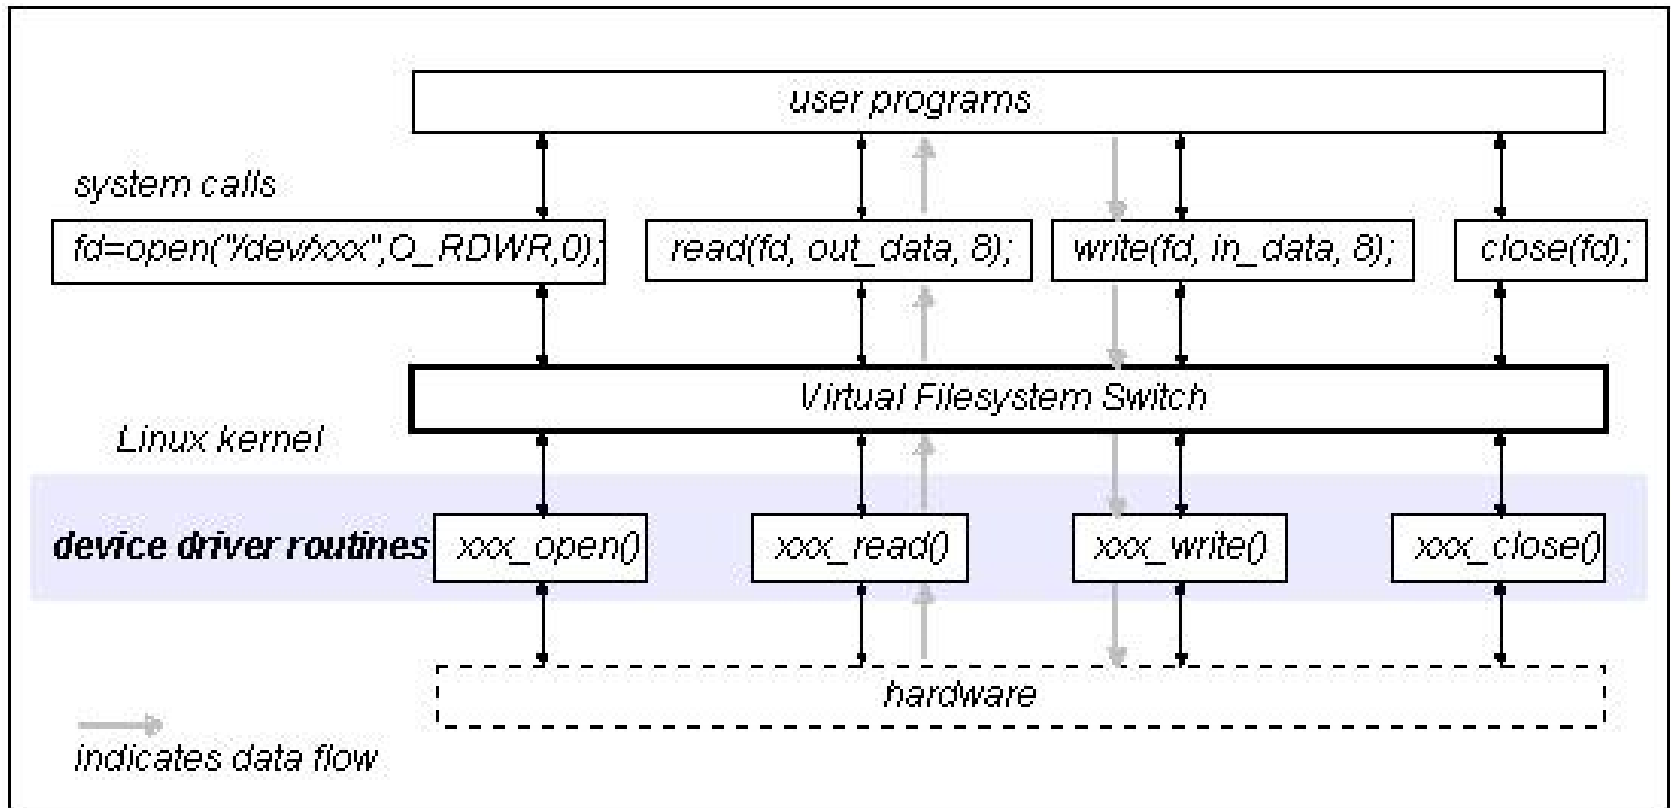 user programs
system calls
fd=open("/dev/xxx",O_RDWR,0);
read(fd, out_data, 8);
write(fd, in_data, 8);
close(fd);
Virtual Filesystem Switch
Linux kernel
device driver routines
xxx_open()
xxx_read()
xxx_write()
xxx_close()
hardware
indicates data flow